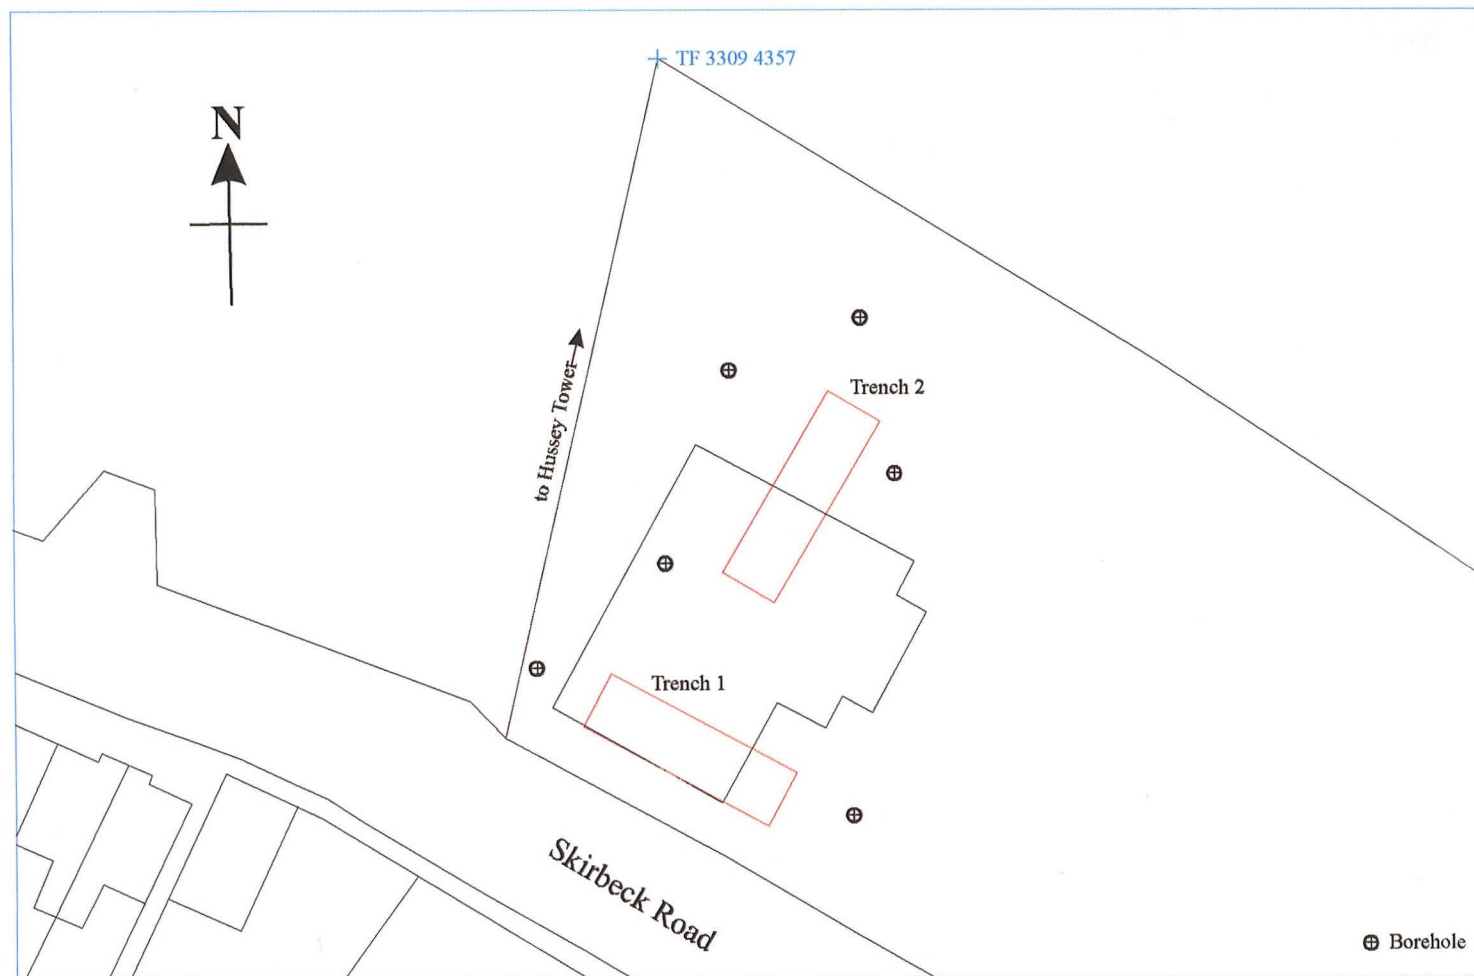 TF 3309 4357
N
Trench 2
to Hussey Tower
Trench 1
Skirbeck Road
Borehole